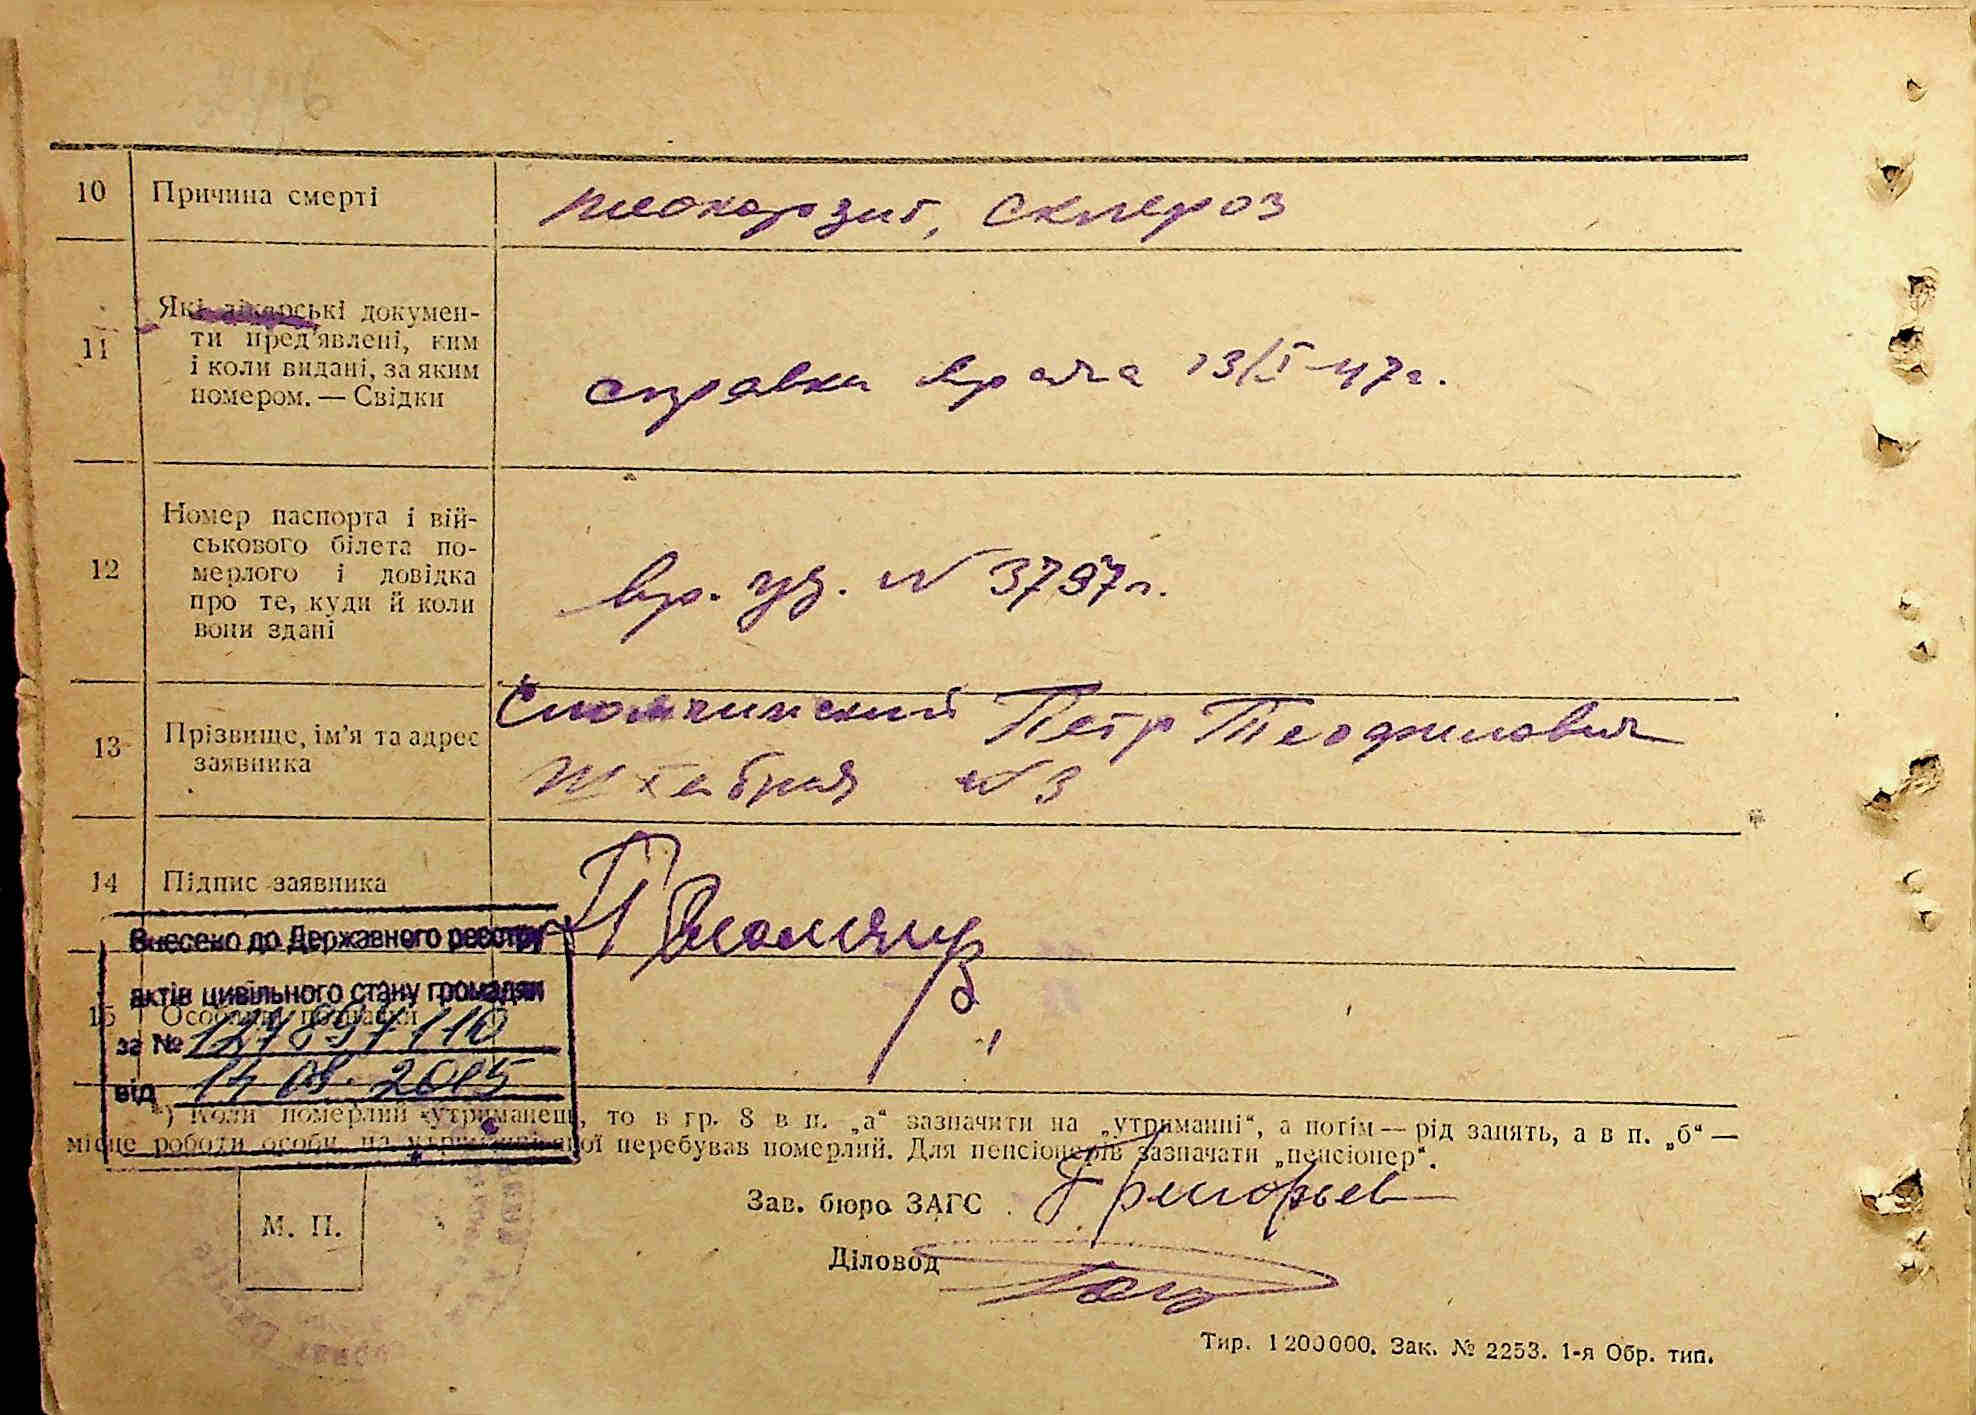 10 Причина смерті
миокардит, склероз
11 Які лікарські докумен-
ти пред'явлені, ким
і коли видані, за яким
номером. — Свідки
справка врача 13/I-47г.
12 Номер паспорта і вій-
ськового білета по-
мерлого і довідка
про те, куди й коли
вони здані
вр. уд. № 3797
13 Прізвище, ім'я та адрес
заявника
Петр Теофилович
№ 3
14 Підпис заявника
Внесено до Державного реєстру
актів цивільного стану громадян
15 Особливі
за №
від 14 08. 2015
*) Коли померлий утриманець, то в гр. 8 в п. „а“ зазначити на „утриманні“, а потім — рід занять, а в п. „б“ —
місце роботи особи, на утриманні якої перебував померлий. Для пенсіонерів зазначати „пенсіонер“.
Зав. бюро ЗАГС Григорьев
М. П.
Діловод
Тир. 1200000. Зак. № 2253. 1-я Обр. тип.